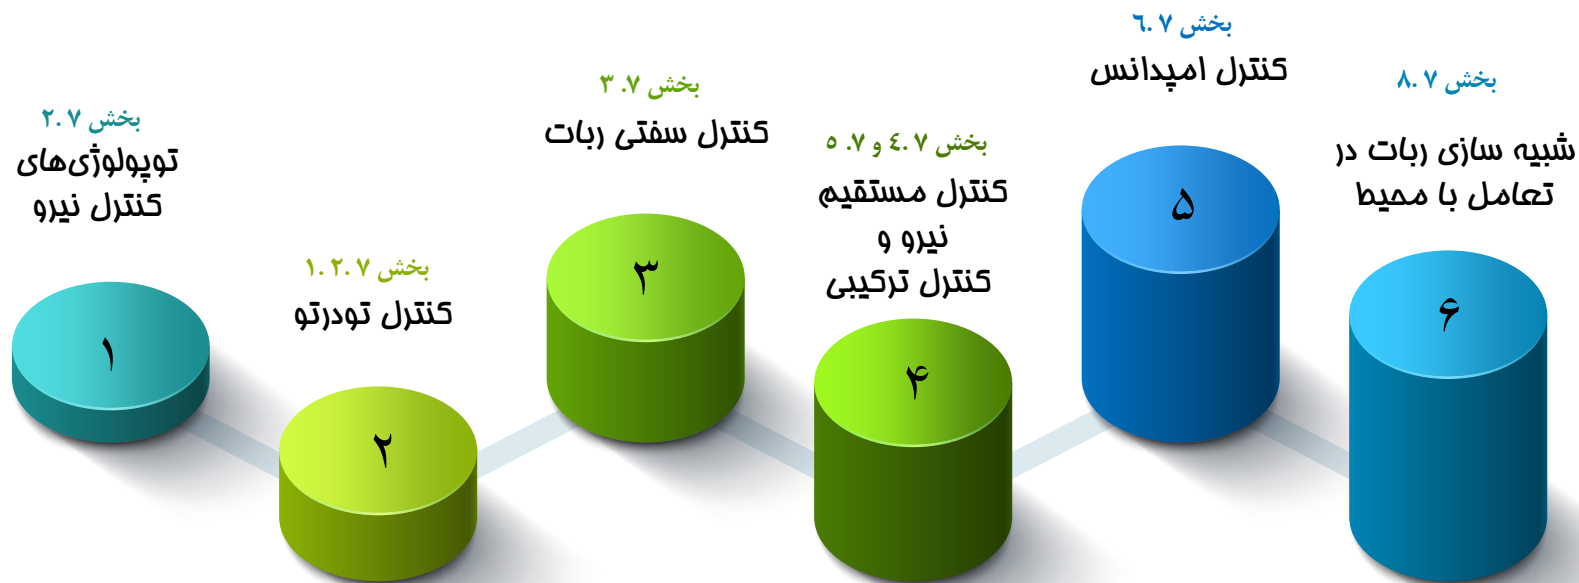 بخش ۲.۷
توپولوژی‌های
کنترل نیرو
۱
بخش ۱.۲.۷
کنترل تودرتو
۲
بخش ۳.۷
کنترل سفتی ربات
۳
بخش ٤.۷ و ۵.۷
کنترل مستقیم
نیرو و
کنترل ترکیبی
۴
بخش ٦.۷
کنترل امپدانس
۵
بخش ۸.۷
شبیه سازی ربات در
تعامل با محیط
۶